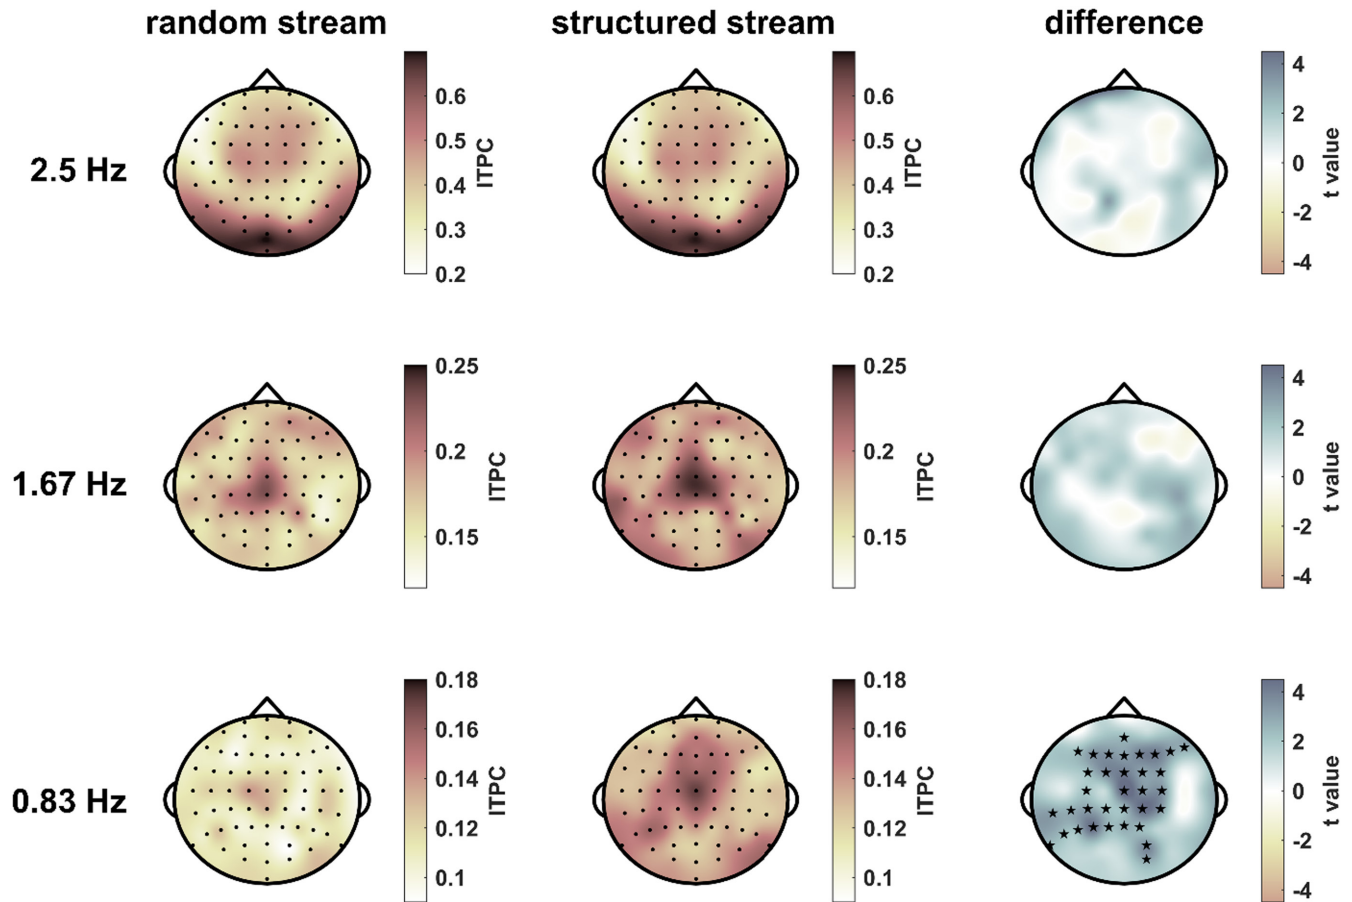 random stream
structured stream
difference
2.5 Hz
0.6
0.5
0.4
0.3
0.2
ITPC
0.6
0.5
0.4
0.3
0.2
ITPC
4
2
0
-2
-4
t value
1.67 Hz
0.25
0.2
0.15
ITPC
0.25
0.2
0.15
ITPC
4
2
0
-2
-4
t value
0.83 Hz
0.18
0.16
0.14
0.12
0.1
ITPC
0.18
0.16
0.14
0.12
0.1
ITPC
4
2
0
-2
-4
t value